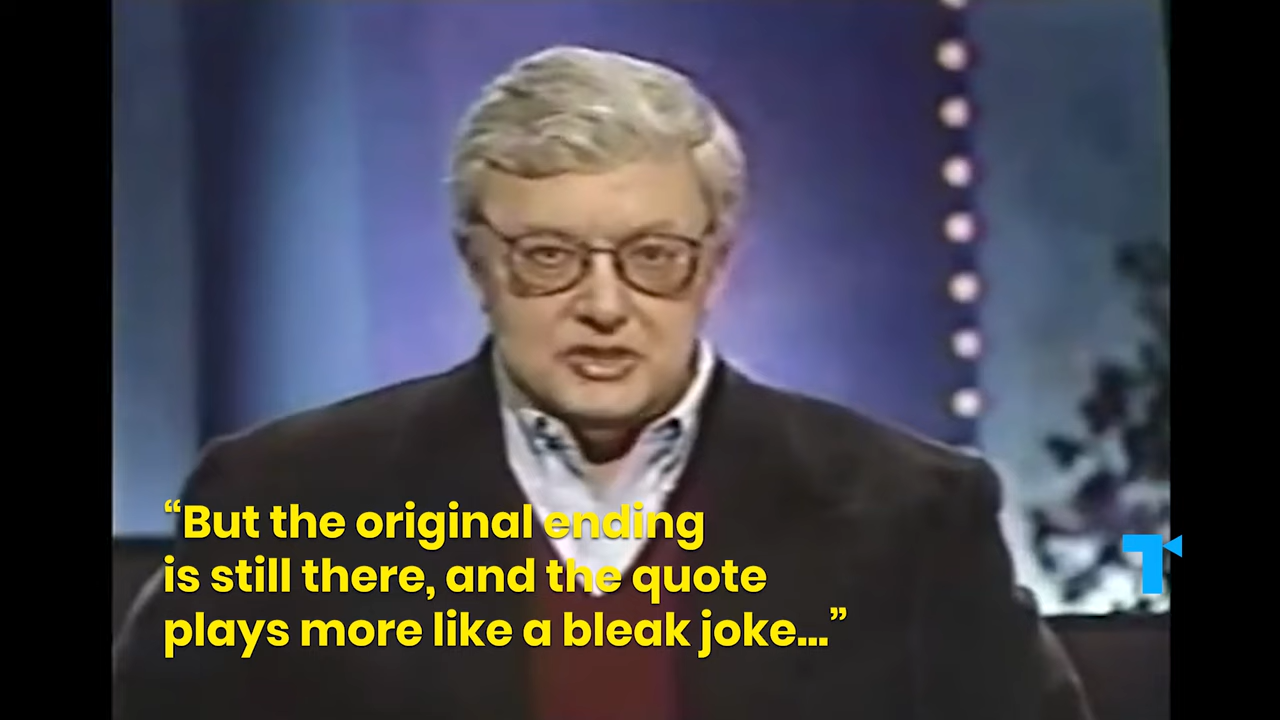 “But the original ending
is still there, and the quote
plays more like a bleak joke...”